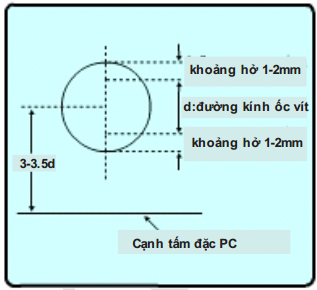 khoảng hở 1-2mm
d:đường kính ốc vít
khoảng hở 1-2mm
3-3.5d
Cạnh tấm đặc PC